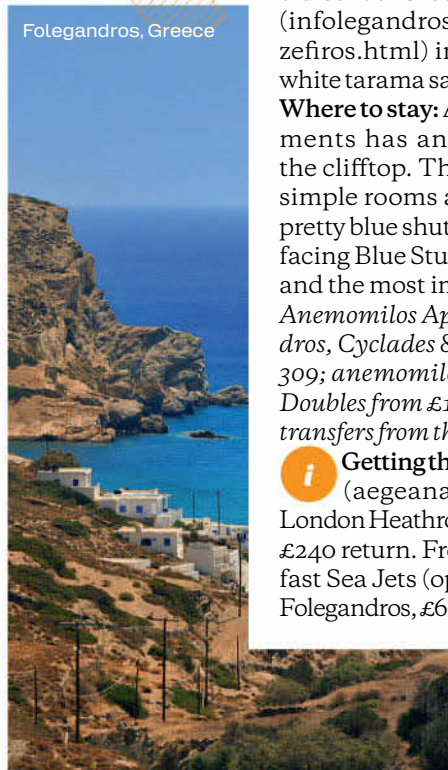 Folegandros, Greece
(infolegandros
zefiros.html) in
white tarama sa
Where to stay: A
ments has an
the clifftop. Th
simple rooms a
pretty blue shut
facing Blue Stu
and the most in
Anemomilos Ap
dros, Cyclades 8
309; anemomil
Doubles from £1
transfers from th
i Getting th
(aegeana
London Heathro
£240 return. Fr
fast Sea Jets (op
Folegandros, £6